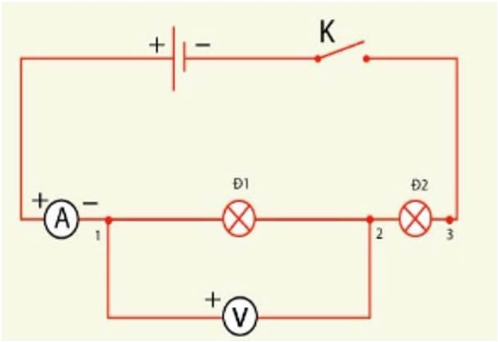 + − K
+ A −
Đ1
Đ2
1
2
3
+ V